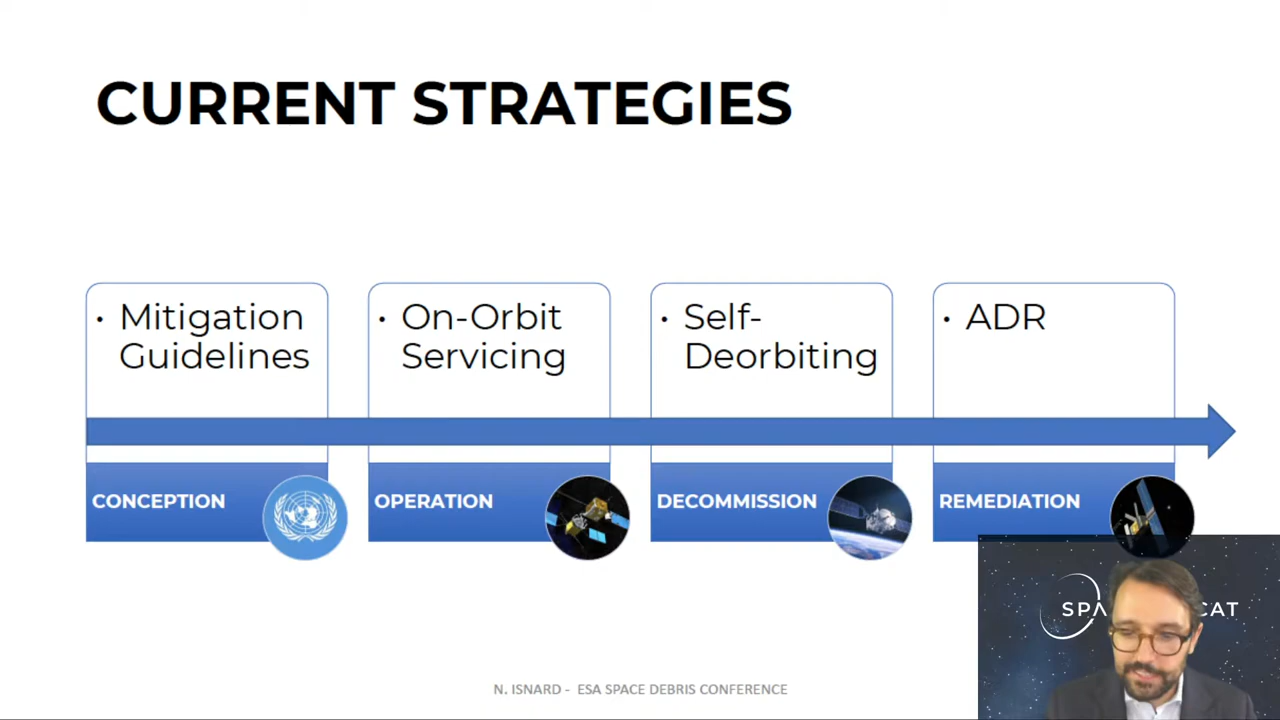 CURRENT STRATEGIES
• Mitigation
Guidelines
• On-Orbit
Servicing
• Self-
Deorbiting
• ADR
CONCEPTION
OPERATION
DECOMMISSION
REMEDIATION
N. ISNARD - ESA SPACE DEBRIS CONFERENCE